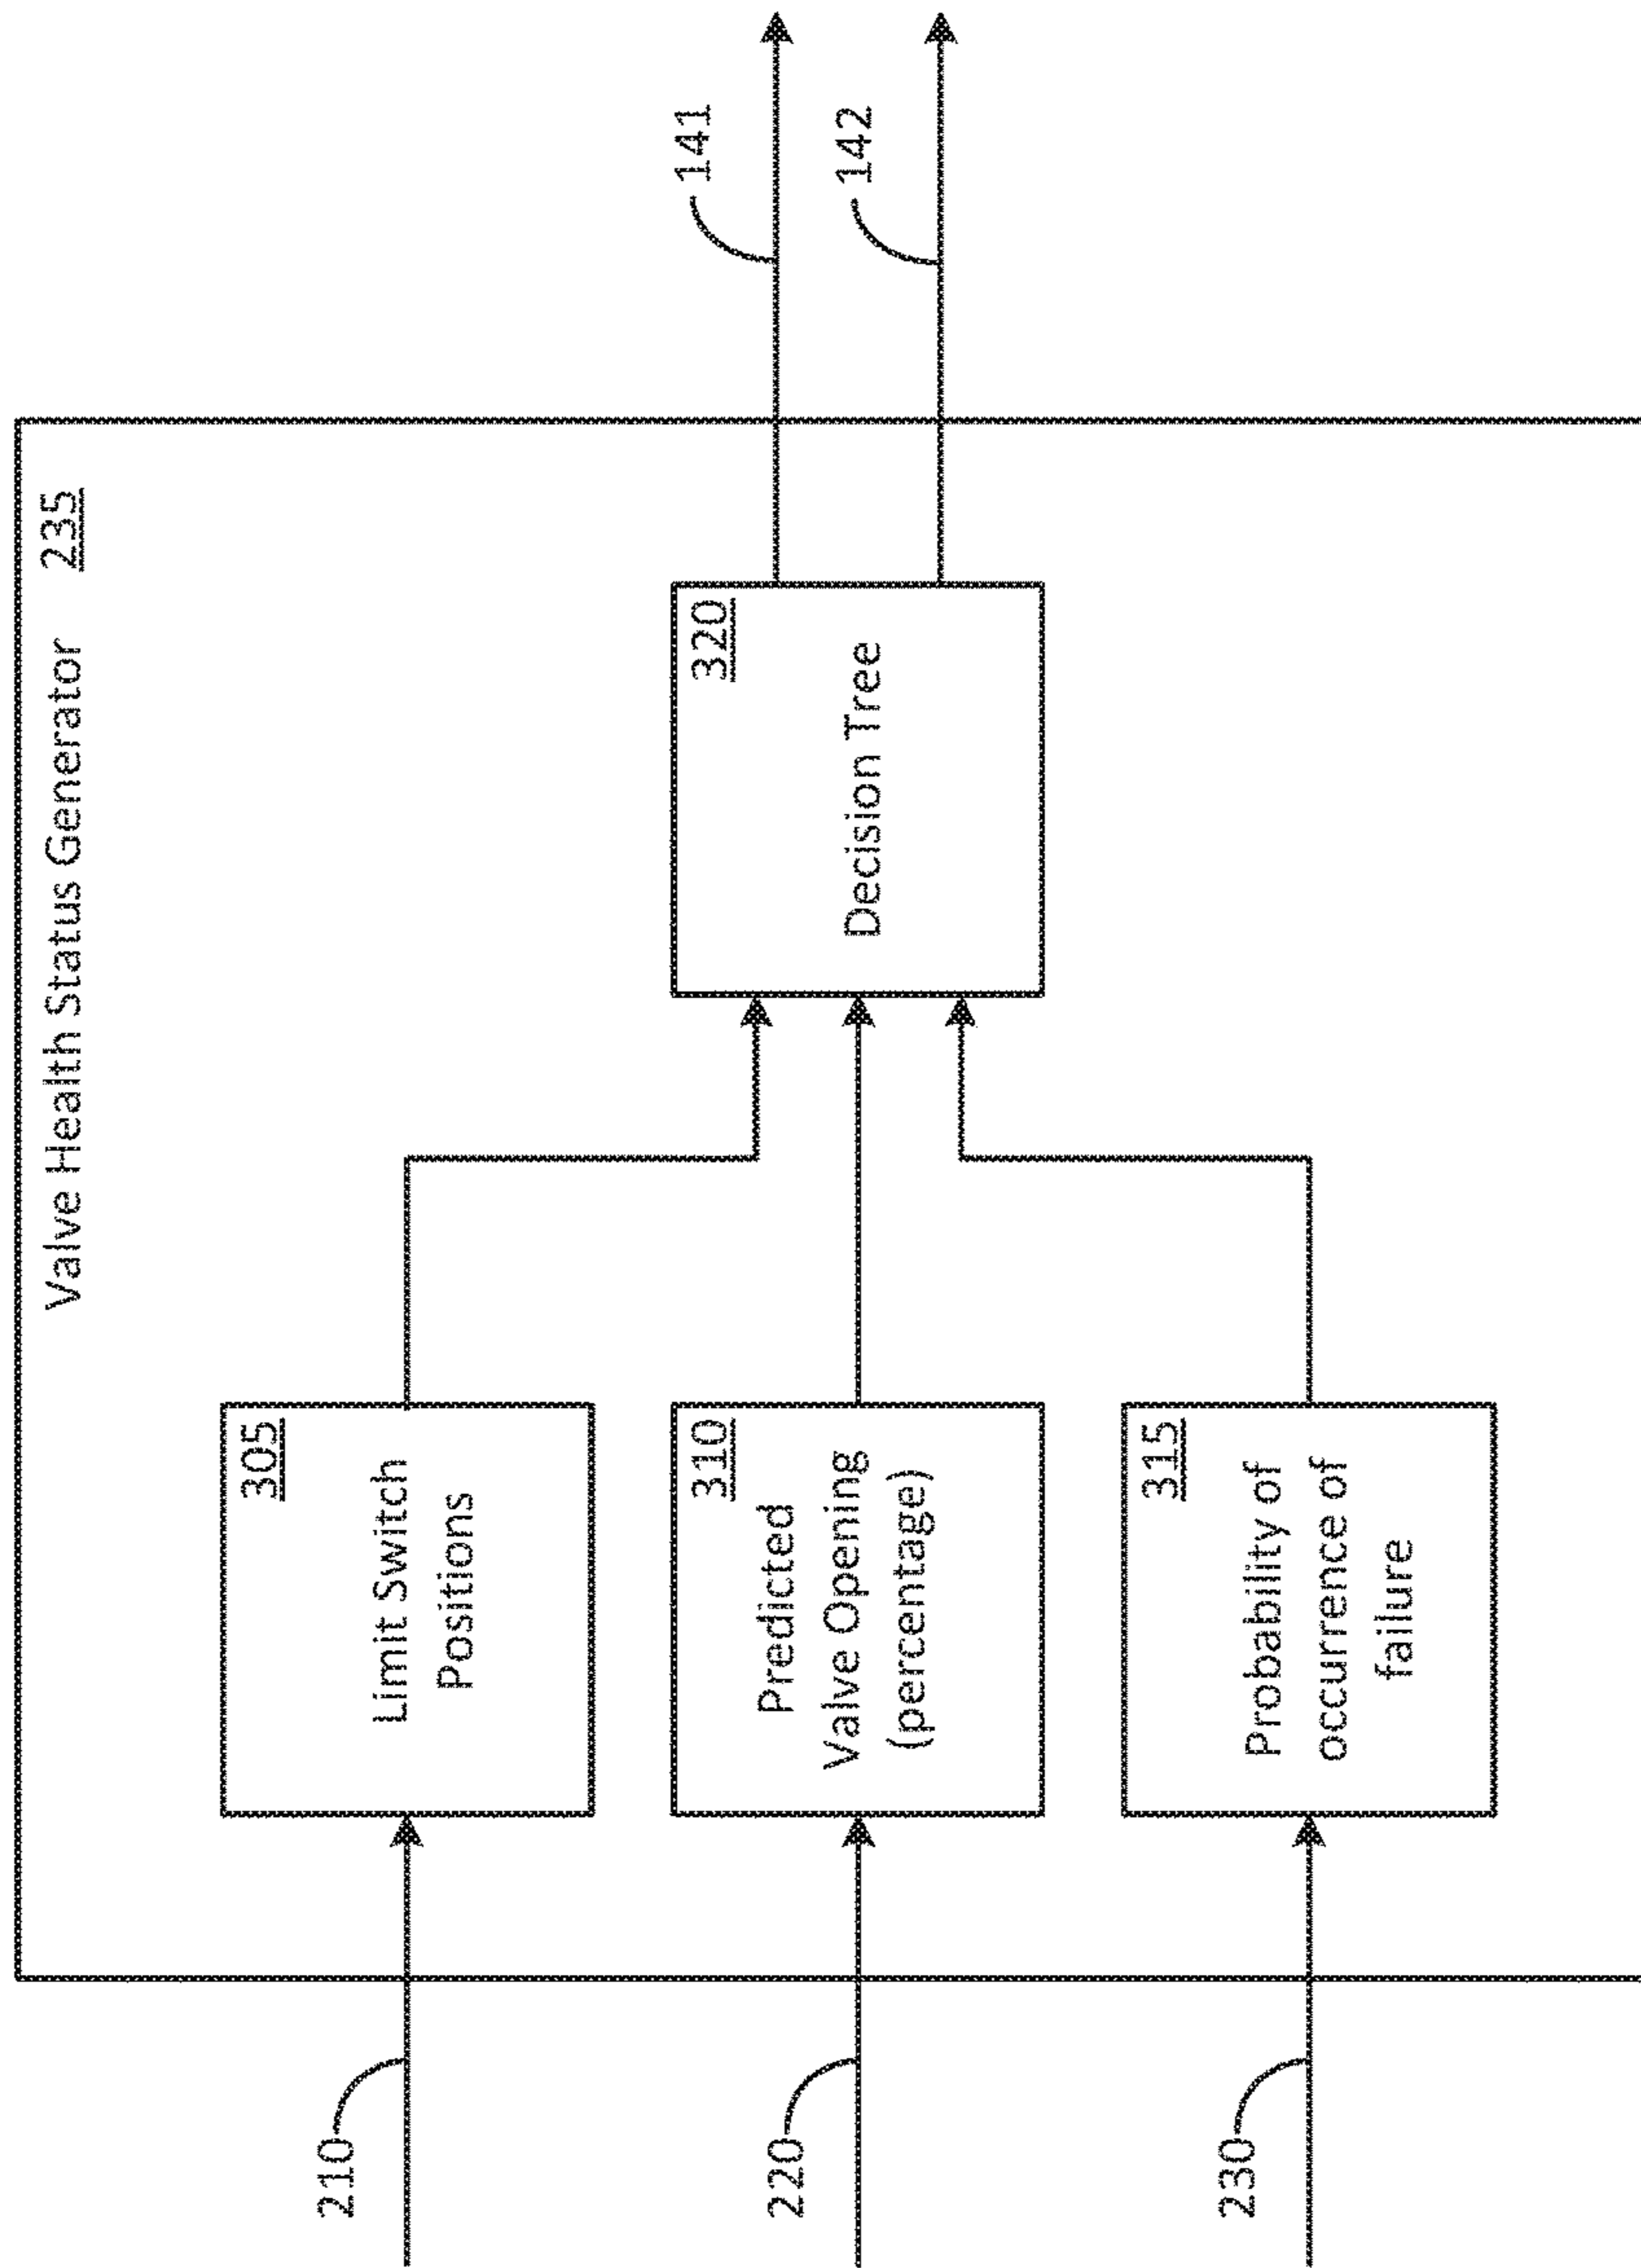 Valve Health Status Generator 235
210
305
Limit Switch
Positions
220
310
Predicted
Valve Opening
(percentage)
230
315
Probability of
occurrence of
failure
320
Decision Tree
141
142